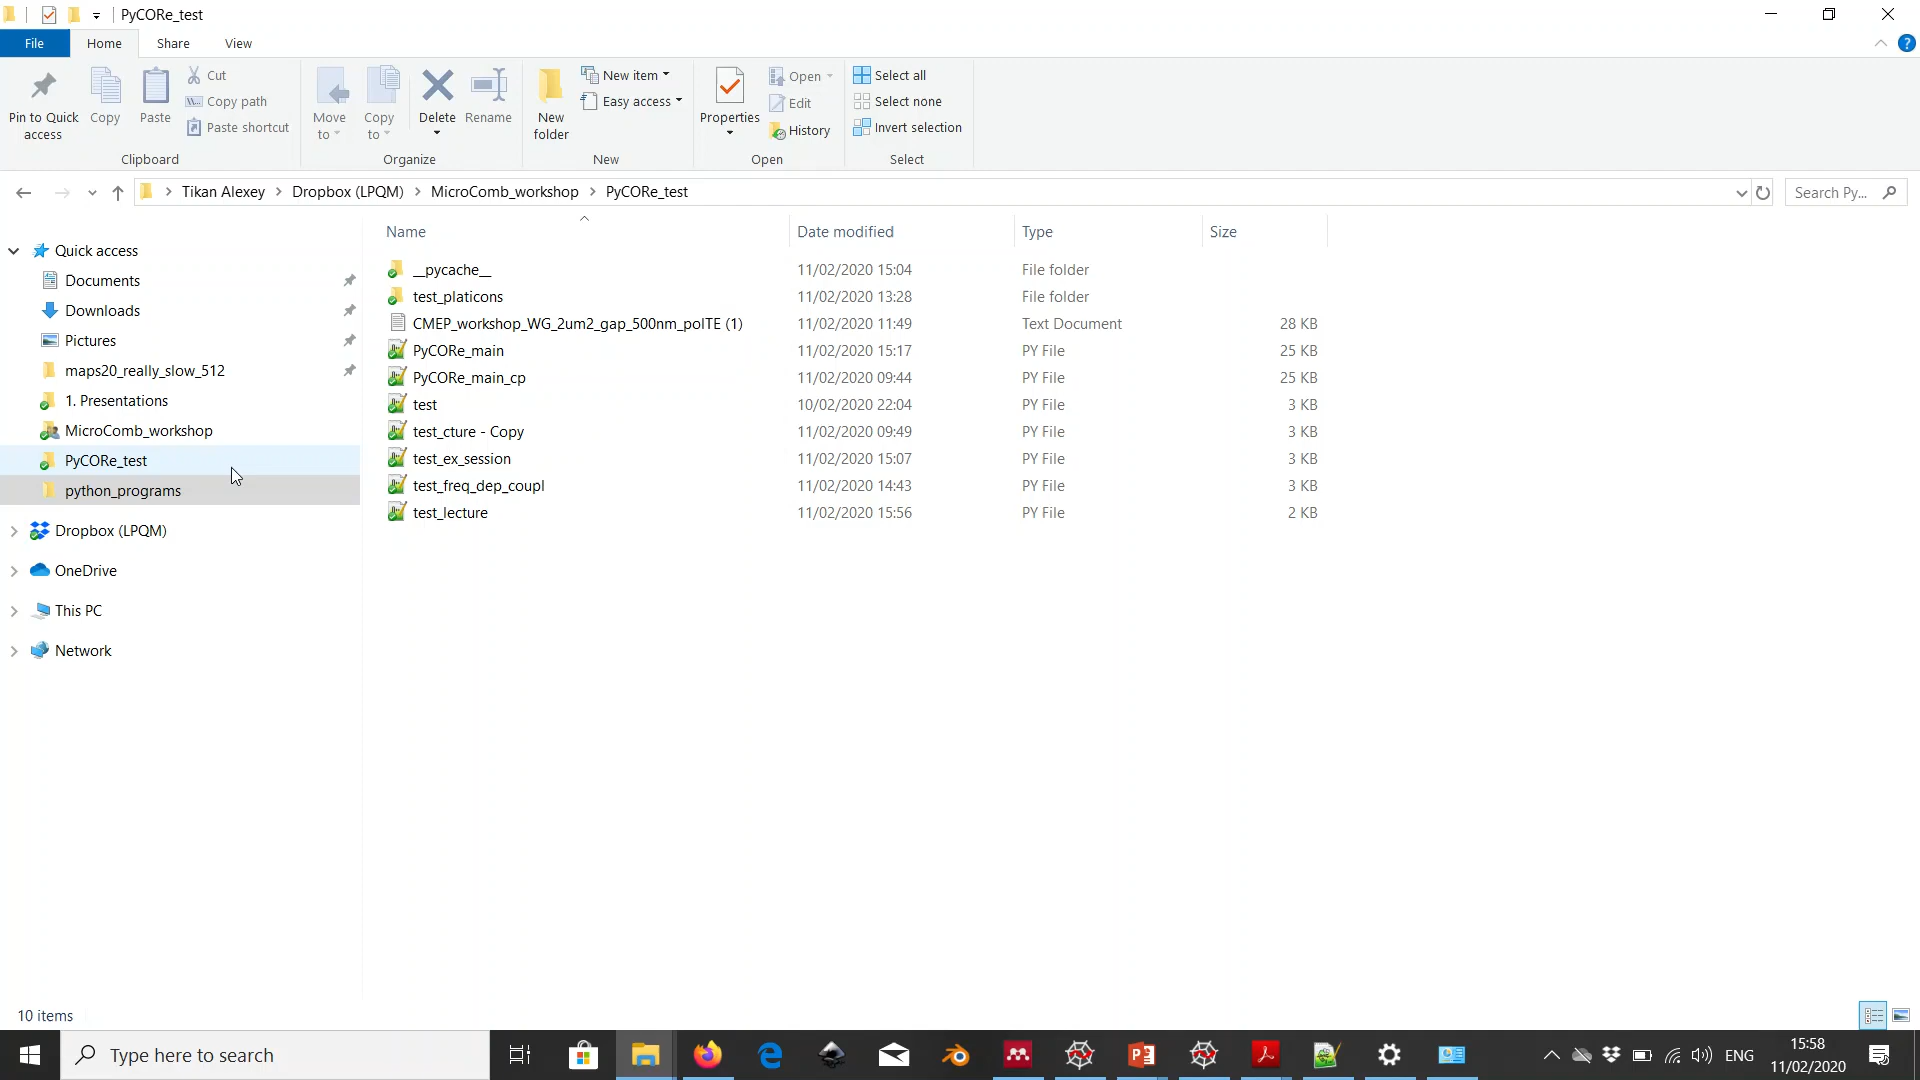 PyCORe_test
File
Home
Share
View
Pin to Quick access
Copy
Paste
Cut
Copy path
Paste shortcut
Clipboard
Move to
Copy to
Delete
Rename
Organize
New folder
New item
Easy access
New
Properties
Open
Edit
History
Open
Select all
Select none
Invert selection
Select
Tikan Alexey
Dropbox (LPQM)
MicroComb_workshop
PyCORe_test
Search Py...
Quick access
Documents
Downloads
Pictures
maps20_really_slow_512
1. Presentations
MicroComb_workshop
PyCORe_test
python_programs
Dropbox (LPQM)
OneDrive
This PC
Network
Name Date modified Type Size
__pycache__ 11/02/2020 15:04 File folder
test_platicons 11/02/2020 13:28 File folder
CMEP_workshop_WG_2um2_gap_500nm_polTE (1) 11/02/2020 11:49 Text Document 28 KB
PyCORe_main 11/02/2020 15:17 PY File 25 KB
PyCORe_main_cp 11/02/2020 09:44 PY File 25 KB
test 10/02/2020 22:04 PY File 3 KB
test_cture - Copy 11/02/2020 09:49 PY File 3 KB
test_ex_session 11/02/2020 15:07 PY File 3 KB
test_freq_dep_coupl 11/02/2020 14:43 PY File 3 KB
test_lecture 11/02/2020 15:56 PY File 2 KB
10 items
Type here to search
ENG
15:58
11/02/2020